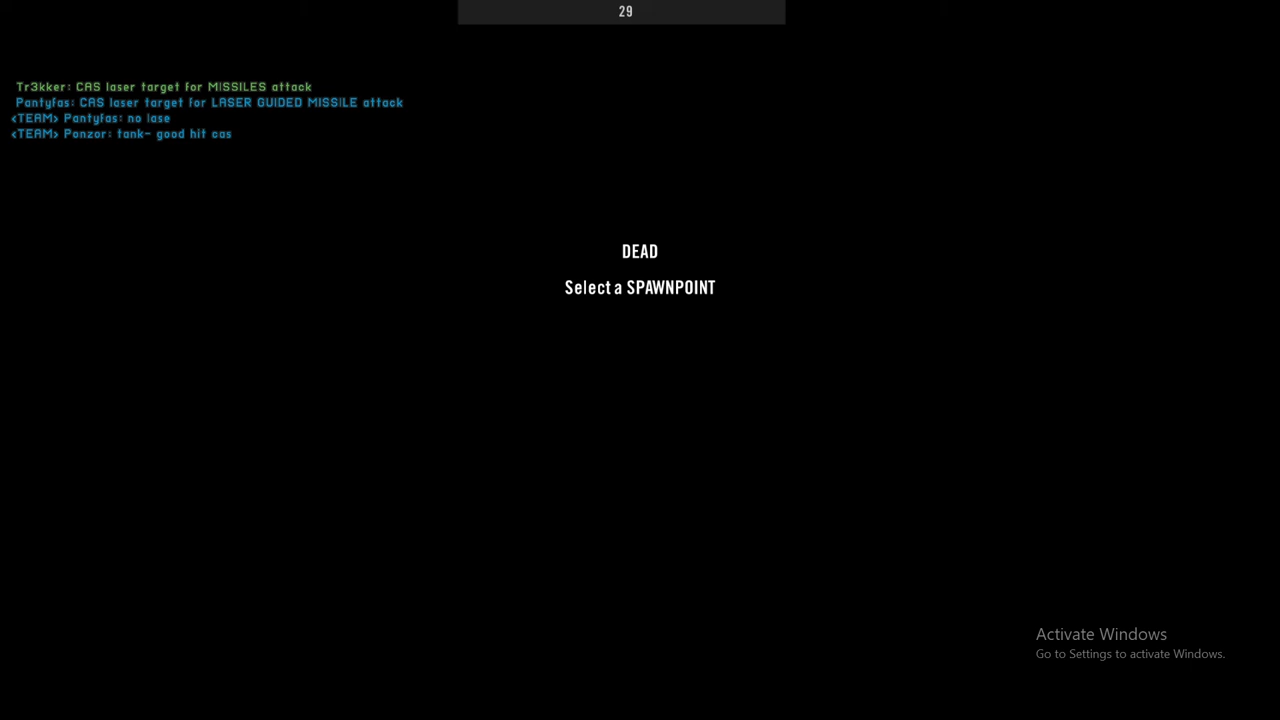 29
Tr3kker: CAS laser target for MISSILES attack
Pantyfas: CAS laser target for LASER GUIDED MISSILE attack
<TEAM> Pantyfas: no lase
<TEAM> Ponzor: tank- good hit cas
DEAD
Select a SPAWNPOINT
Activate Windows
Go to Settings to activate Windows.